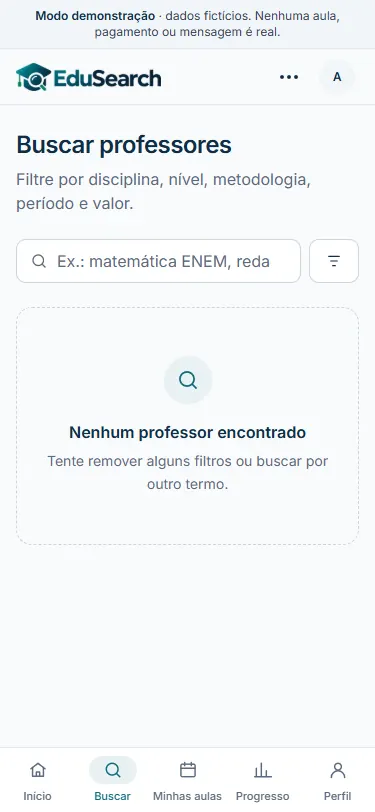 Modo demonstração · dados fictícios. Nenhuma aula,
pagamento ou mensagem é real.
EduSearch
A
Buscar professores
Filtre por disciplina, nível, metodologia,
período e valor.
Ex.: matemática ENEM, reda
Nenhum professor encontrado
Tente remover alguns filtros ou buscar por
outro termo.
Início
Buscar
Minhas aulas
Progresso
Perfil